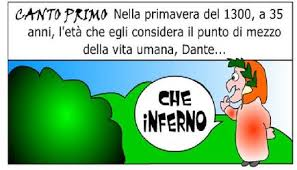 CANTO PRIMO Nella primavera del 1300, a 35
anni, l'età che egli considera il punto di mezzo
della vita umana, Dante...
CHE
iNFERNO